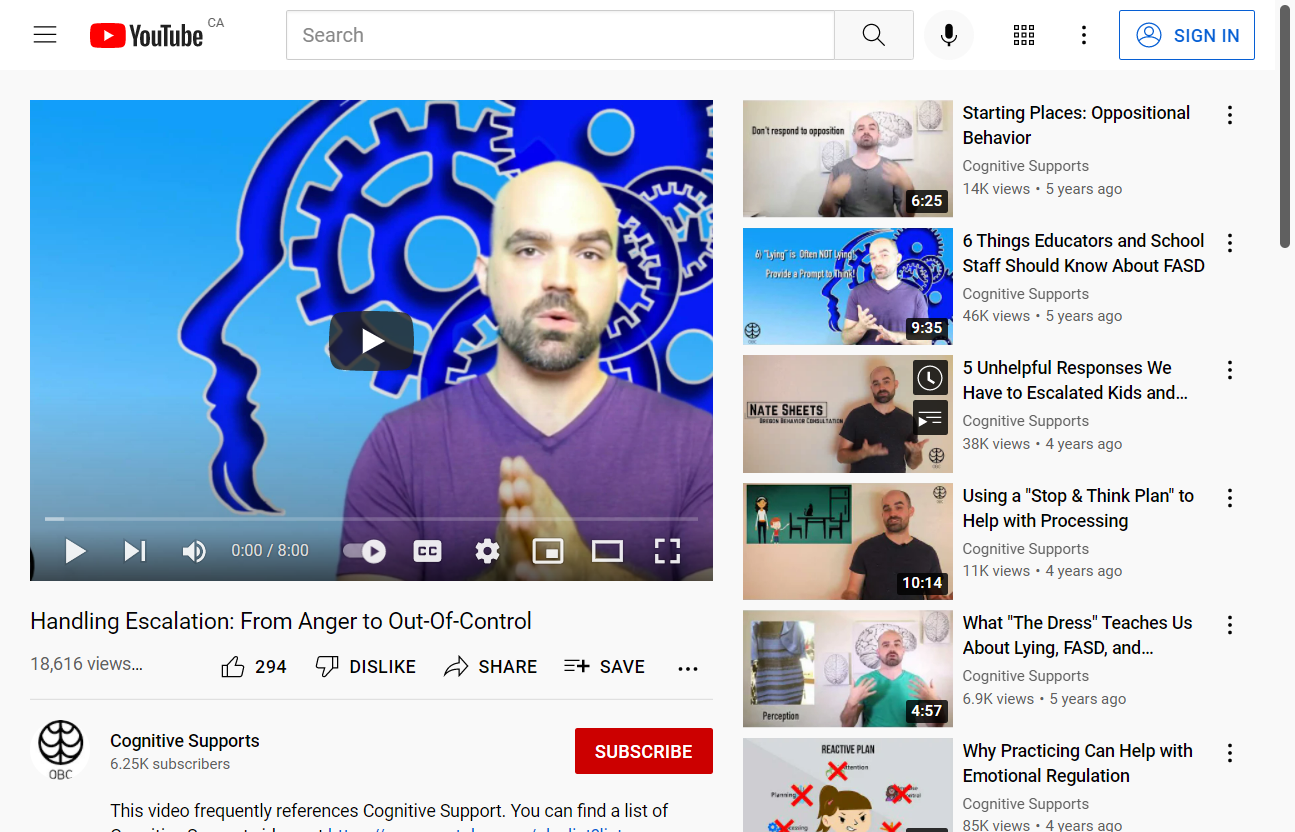 YouTube CA
Search
SIGN IN
0:00 / 8:00
CC
Handling Escalation: From Anger to Out-Of-Control
18,616 views...
294
DISLIKE
SHARE
SAVE
OBC
Cognitive Supports
6.25K subscribers
SUBSCRIBE
This video frequently references Cognitive Support. You can find a list of
Don't respond to opposition
6:25
Starting Places: Oppositional
Behavior
Cognitive Supports
14K views • 5 years ago
6) "Lying" is Often NOT Lying.
Provide a Prompt to Think!
9:35
6 Things Educators and School
Staff Should Know About FASD
Cognitive Supports
46K views • 5 years ago
NATE SHEETS
OREGON BEHAVIOR CONSULTATION
OBC
5 Unhelpful Responses We
Have to Escalated Kids and...
Cognitive Supports
38K views • 4 years ago
10:14
Using a "Stop & Think Plan" to
Help with Processing
Cognitive Supports
11K views • 4 years ago
Perception
4:57
What "The Dress" Teaches Us
About Lying, FASD, and...
Cognitive Supports
6.9K views • 5 years ago
REACTIVE PLAN
Attention
Planning
Why Practicing Can Help with
Emotional Regulation
Cognitive Supports
85K views • 4 years ago